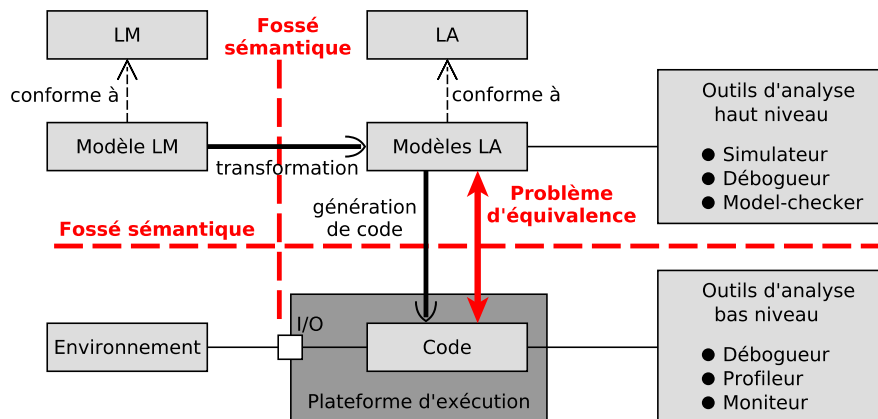 LM
Fossé
sémantique
LA
conforme à
conforme à
Outils d'analyse
haut niveau
● Simulateur
● Débogueur
● Model-checker
Modèle LM
transformation
Modèles LA
génération
de code
Problème
d'équivalence
Fossé sémantique
Outils d'analyse
bas niveau
● Débogueur
● Profileur
● Moniteur
Environnement
I/O
Code
Plateforme d'exécution